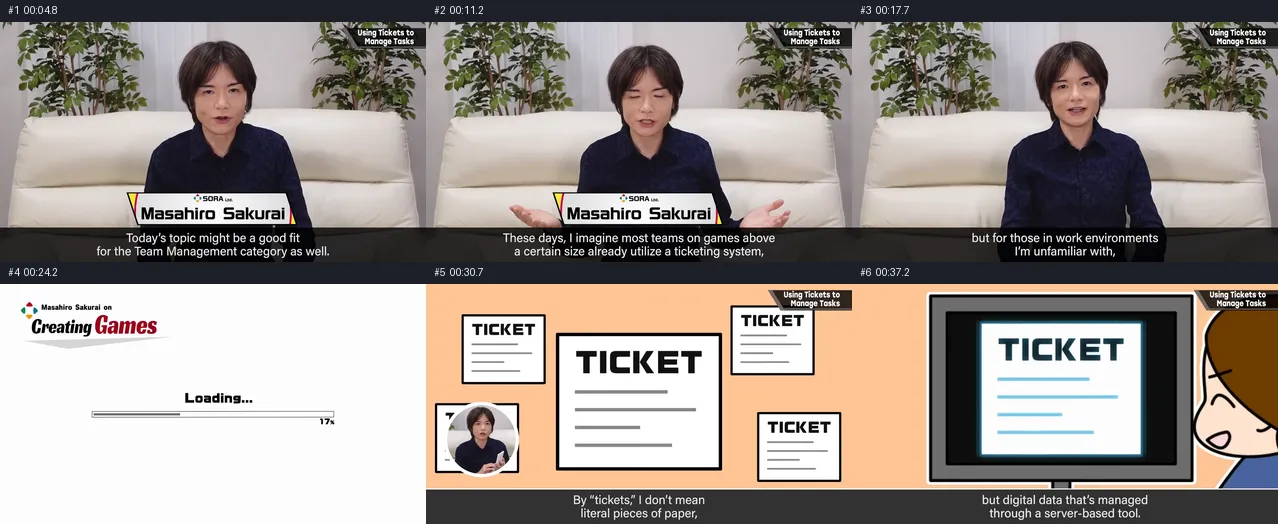 #1 00:04.8
Using Tickets to
Manage Tasks
SORA Ltd.
Masahiro Sakurai
Today's topic might be a good fit
for the Team Management category as well.
#2 00:11.2
Using Tickets to
Manage Tasks
SORA Ltd.
Masahiro Sakurai
These days, I imagine most teams on games above
a certain size already utilize a ticketing system,
#3 00:17.7
Using Tickets to
Manage Tasks
but for those in work environments
I'm unfamiliar with,
#4 00:24.2
Masahiro Sakurai on
Creating Games
Loading...
17%
#5 00:30.7
Using Tickets to
Manage Tasks
TICKET
TICKET
TICKET
TICKET
By “tickets,” I don't mean
literal pieces of paper,
#6 00:37.2
Using Tickets to
Manage Tasks
TICKET
but digital data that's managed
through a server-based tool.